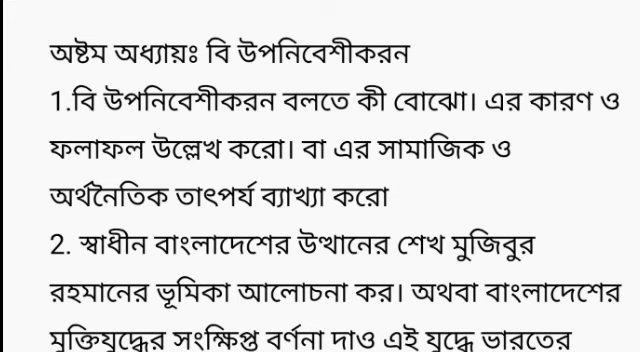 অষ্টম অধ্যায়ঃ বি উপনিবেশীকরন
1.বি উপনিবেশীকরন বলতে কী বোঝো। এর কারণ ও
ফলাফল উল্লেখ করো। বা এর সামাজিক ও
অর্থনৈতিক তাৎপর্য ব্যাখ্যা করো
2. স্বাধীন বাংলাদেশের উত্থানের শেখ মুজিবুর
রহমানের ভূমিকা আলোচনা কর। অথবা বাংলাদেশের
মুক্তিযুদ্ধের সংক্ষিপ্ত বর্ণনা দাও এই যুদ্ধে ভারতের